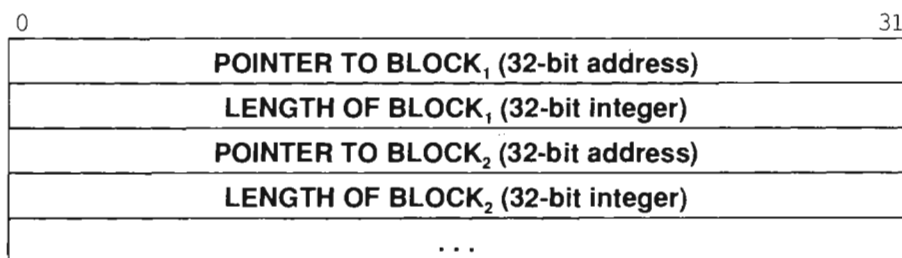 0 31
POINTER TO BLOCK₁ (32-bit address)
LENGTH OF BLOCK₁ (32-bit integer)
POINTER TO BLOCK₂ (32-bit address)
LENGTH OF BLOCK₂ (32-bit integer)
. . .